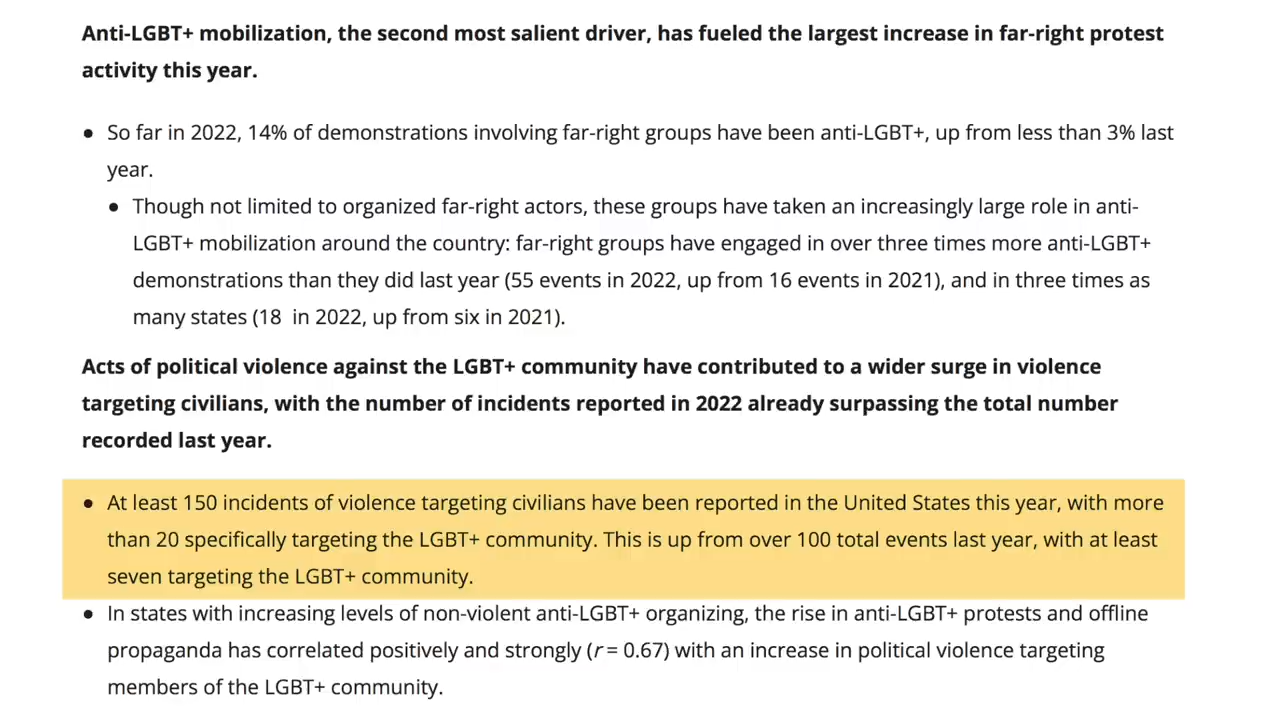 Anti-LGBT+ mobilization, the second most salient driver, has fueled the largest increase in far-right protest
activity this year.
● So far in 2022, 14% of demonstrations involving far-right groups have been anti-LGBT+, up from less than 3% last
year.
● Though not limited to organized far-right actors, these groups have taken an increasingly large role in anti-
LGBT+ mobilization around the country: far-right groups have engaged in over three times more anti-LGBT+
demonstrations than they did last year (55 events in 2022, up from 16 events in 2021), and in three times as
many states (18  in 2022, up from six in 2021).
Acts of political violence against the LGBT+ community have contributed to a wider surge in violence
targeting civilians, with the number of incidents reported in 2022 already surpassing the total number
recorded last year.
● At least 150 incidents of violence targeting civilians have been reported in the United States this year, with more
than 20 specifically targeting the LGBT+ community. This is up from over 100 total events last year, with at least
seven targeting the LGBT+ community.
● In states with increasing levels of non-violent anti-LGBT+ organizing, the rise in anti-LGBT+ protests and offline
propaganda has correlated positively and strongly (r = 0.67) with an increase in political violence targeting
members of the LGBT+ community.